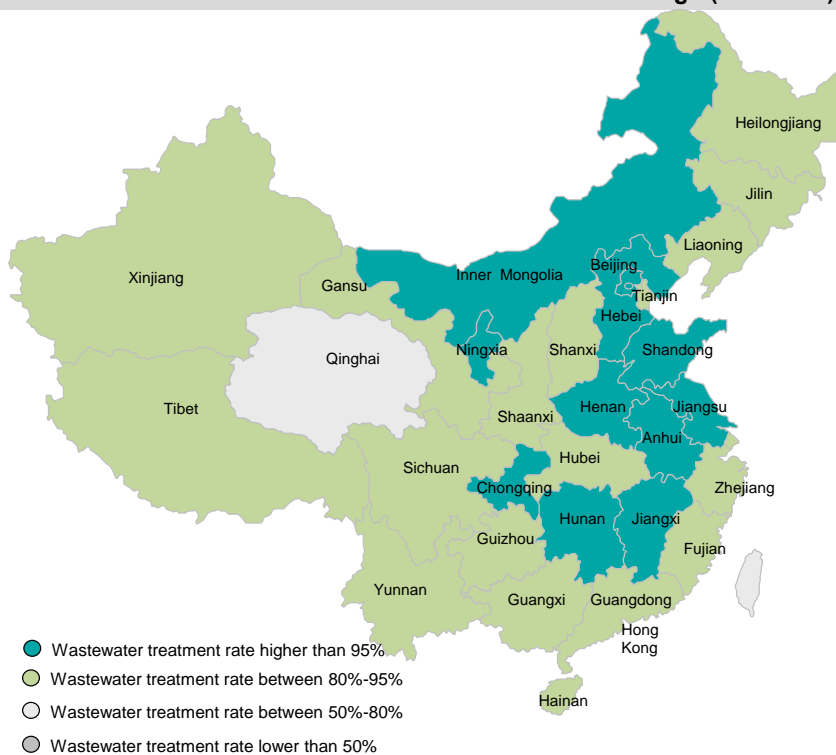 Heilongjiang
Jilin
Liaoning
Xinjiang
Gansu
Inner Mongolia
Beijing
Tianjin
Hebei
Qinghai
Ningxia
Shanxi
Shandong
Tibet
Shaanxi
Henan
Jiangsu
Anhui
Sichuan
Hubei
Chongqing
Zhejiang
Guizhou
Hunan
Jiangxi
Fujian
Yunnan
Guangxi
Guangdong
Hong
Kong
Hainan
Wastewater treatment rate higher than 95%
Wastewater treatment rate between 80%-95%
Wastewater treatment rate between 50%-80%
Wastewater treatment rate lower than 50%